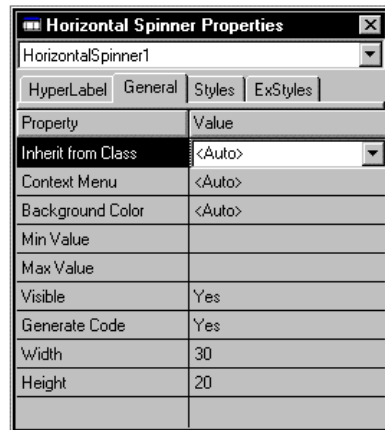 Horizontal Spinner Properties
HorizontalSpinner1
HyperLabel General Styles ExStyles
Property Value
Inherit from Class <Auto>
Context Menu <Auto>
Background Color <Auto>
Min Value
Max Value
Visible Yes
Generate Code Yes
Width 30
Height 20